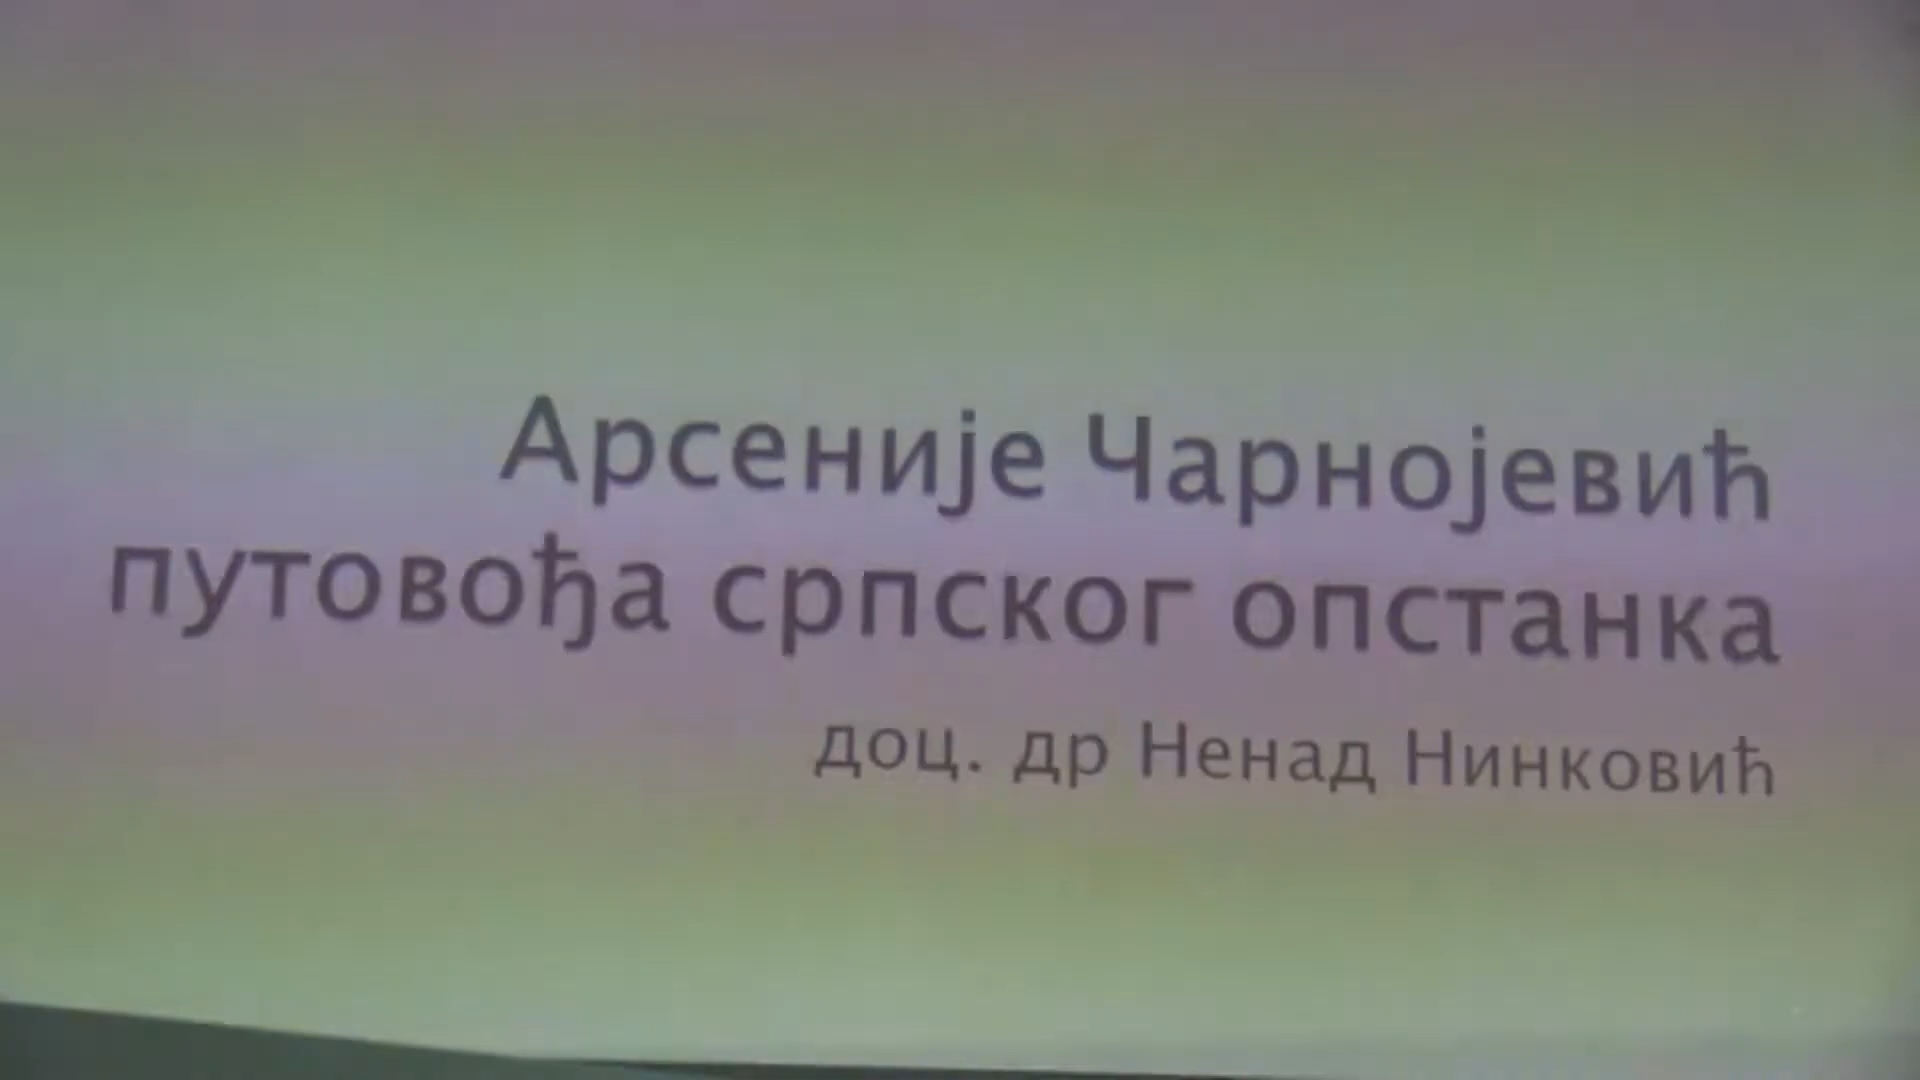 Арсеније Чарнојевић
путовођа српског опстанка
доц. др Ненад Нинковић